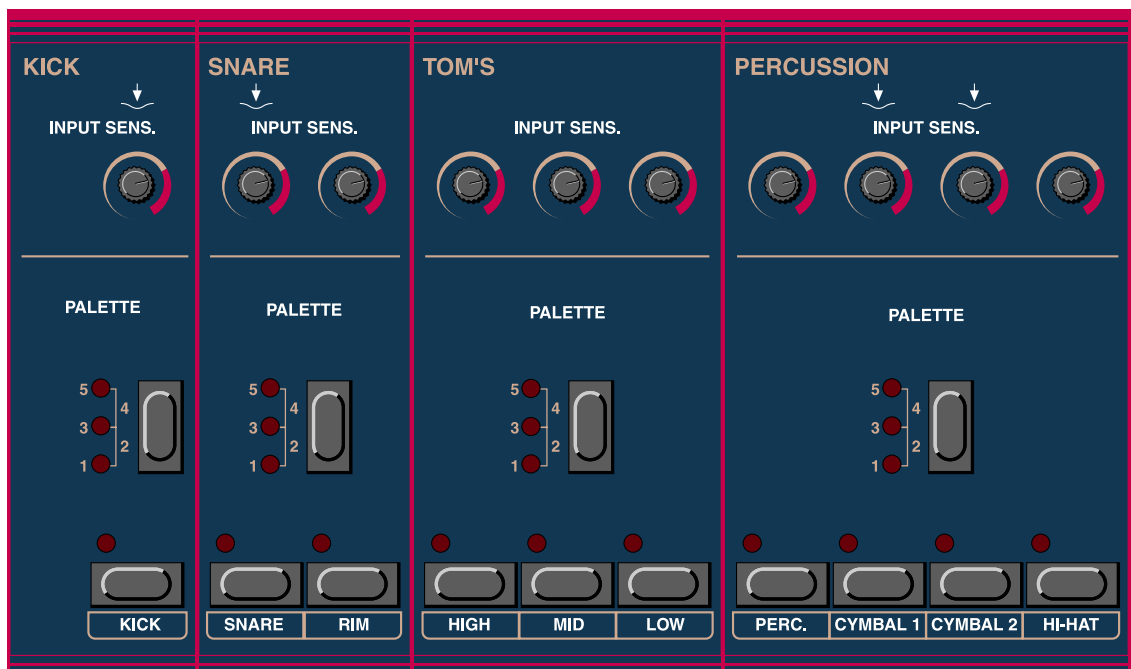 KICK
SNARE
TOM'S
PERCUSSION
INPUT SENS.
INPUT SENS.
INPUT SENS.
INPUT SENS.
PALETTE
PALETTE
PALETTE
PALETTE
5
4
3
2
1
5
4
3
2
1
5
4
3
2
1
5
4
3
2
1
KICK
SNARE
RIM
HIGH
MID
LOW
PERC.
CYMBAL 1
CYMBAL 2
HI-HAT